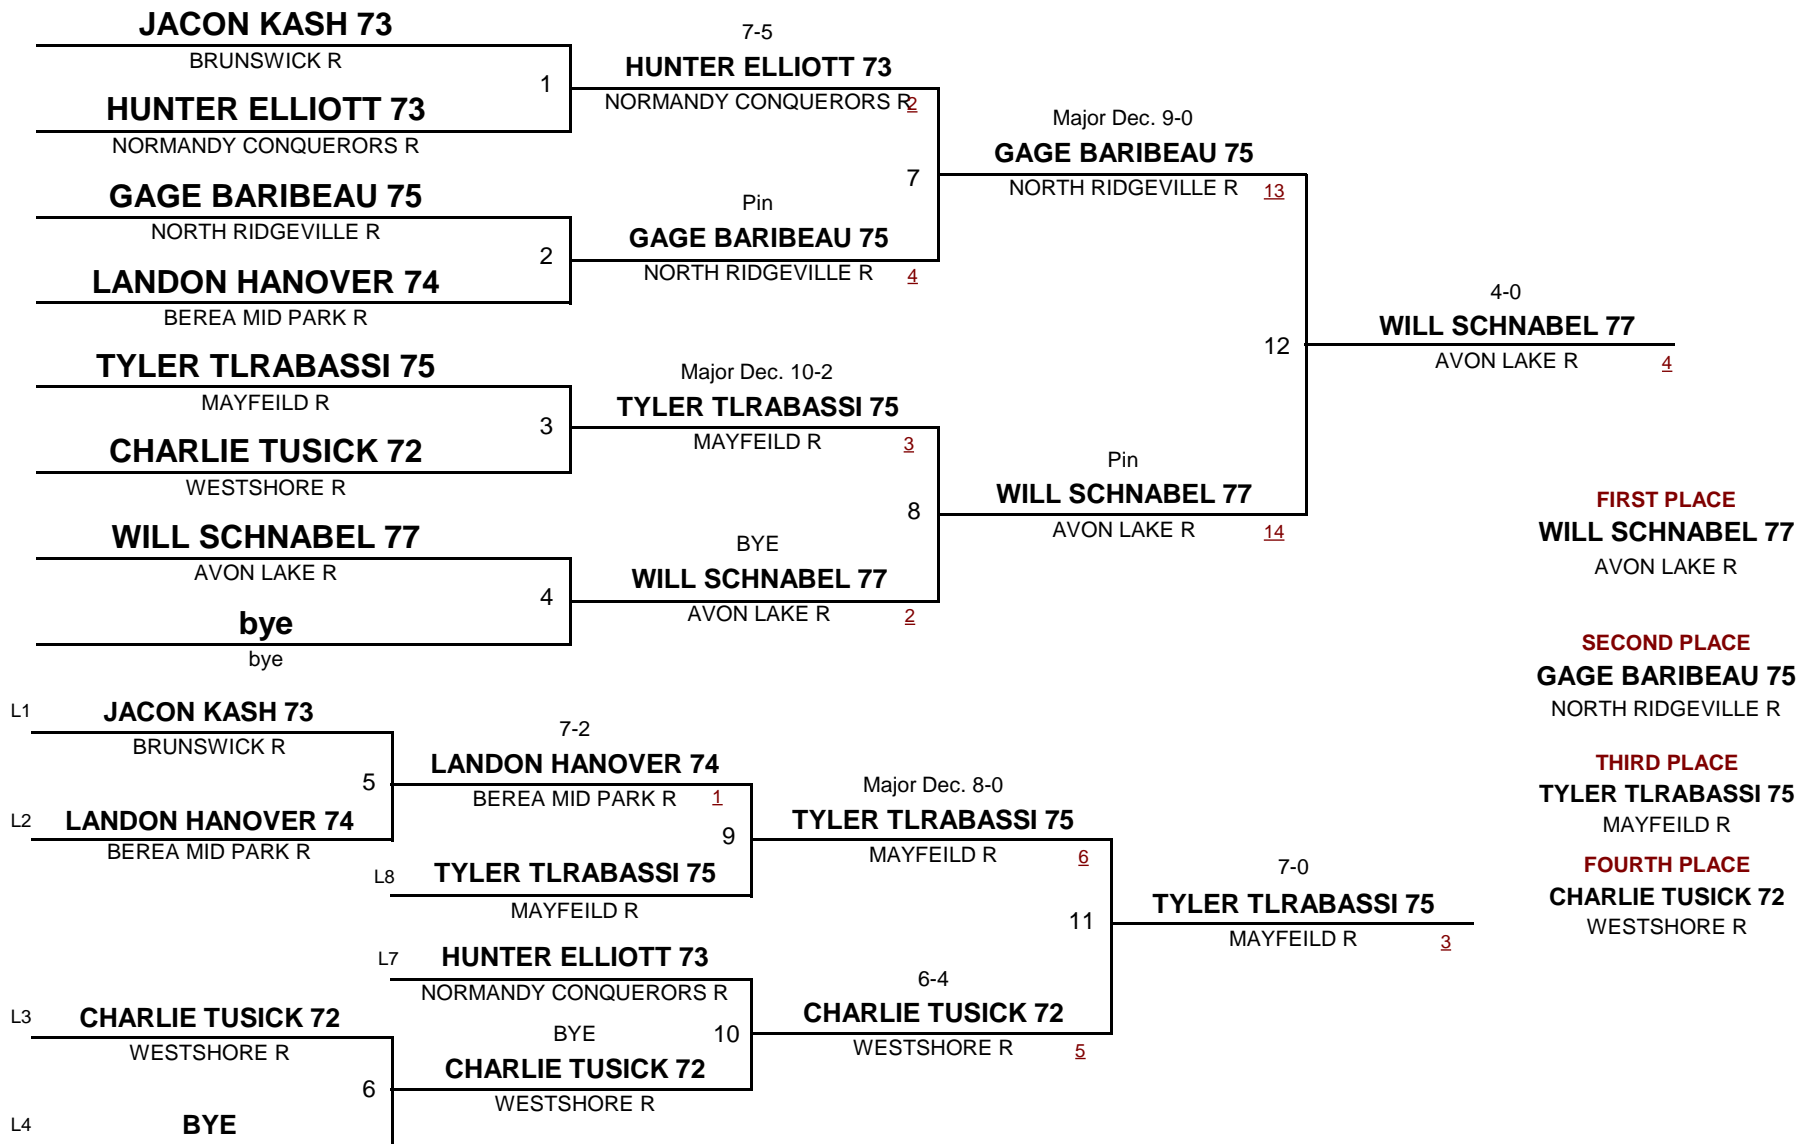 JACON KASH 73
BRUNSWICK R
1
HUNTER ELLIOTT 73
NORMANDY CONQUERORS R
7-5
HUNTER ELLIOTT 73
NORMANDY CONQUERORS R 2
GAGE BARIBEAU 75
NORTH RIDGEVILLE R
2
LANDON HANOVER 74
BEREA MID PARK R
Pin
GAGE BARIBEAU 75
NORTH RIDGEVILLE R 4
7
Major Dec. 9-0
GAGE BARIBEAU 75
NORTH RIDGEVILLE R 13
TYLER TLRABASSI 75
MAYFEILD R
3
CHARLIE TUSICK 72
WESTSHORE R
Major Dec. 10-2
TYLER TLRABASSI 75
MAYFEILD R 3
WILL SCHNABEL 77
AVON LAKE R
4
bye
bye
BYE
WILL SCHNABEL 77
AVON LAKE R 2
8
Pin
WILL SCHNABEL 77
AVON LAKE R 14
12
4-0
WILL SCHNABEL 77
AVON LAKE R 4
FIRST PLACE
WILL SCHNABEL 77
AVON LAKE R
SECOND PLACE
GAGE BARIBEAU 75
NORTH RIDGEVILLE R
THIRD PLACE
TYLER TLRABASSI 75
MAYFEILD R
FOURTH PLACE
CHARLIE TUSICK 72
WESTSHORE R
L1 JACON KASH 73
BRUNSWICK R
5
L2 LANDON HANOVER 74
BEREA MID PARK R
7-2
LANDON HANOVER 74
BEREA MID PARK R 1
9
L8 TYLER TLRABASSI 75
MAYFEILD R
Major Dec. 8-0
TYLER TLRABASSI 75
MAYFEILD R 6
L7 HUNTER ELLIOTT 73
NORMANDY CONQUERORS R
L3 CHARLIE TUSICK 72
WESTSHORE R
6
L4 BYE
BYE
CHARLIE TUSICK 72
WESTSHORE R
10
6-4
CHARLIE TUSICK 72
WESTSHORE R 5
11
7-0
TYLER TLRABASSI 75
MAYFEILD R 3